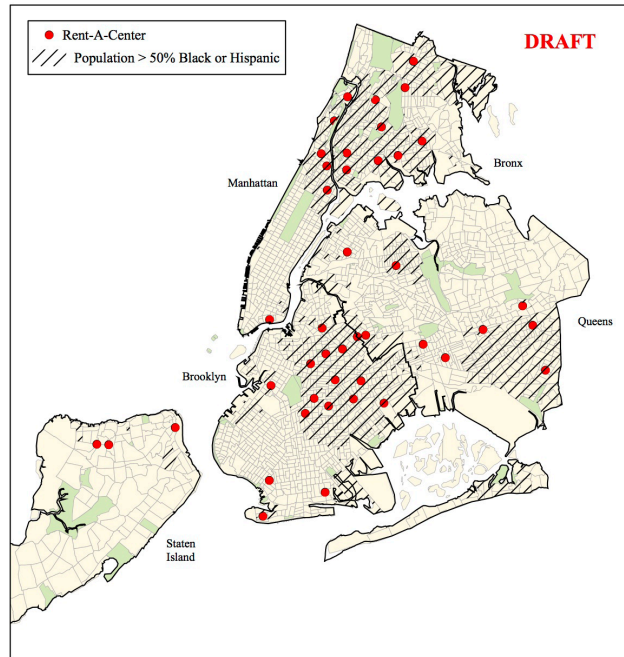 Rent-A-Center
Population > 50% Black or Hispanic
DRAFT
Bronx
Manhattan
Queens
Brooklyn
Staten
Island